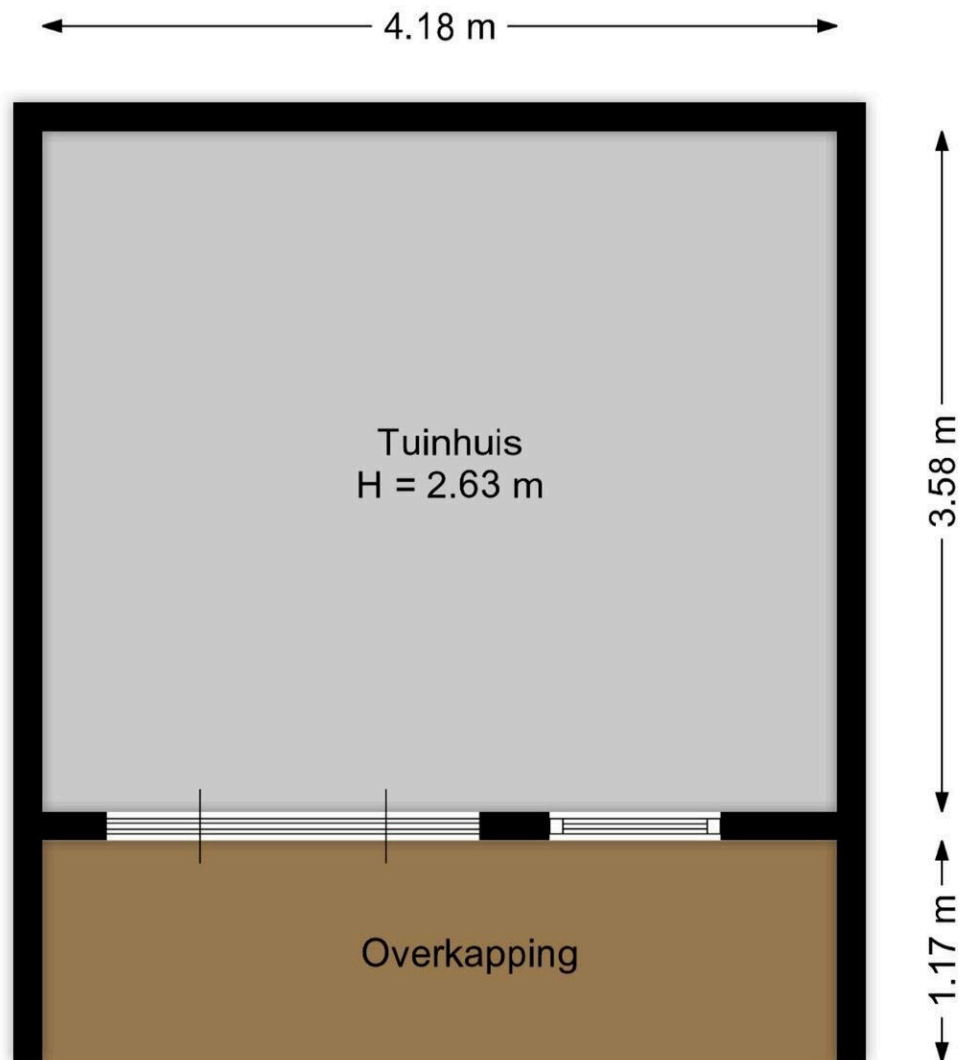 4.18 m
Tuinhuis
H = 2.63 m
3.58 m
Overkapping
1.17 m